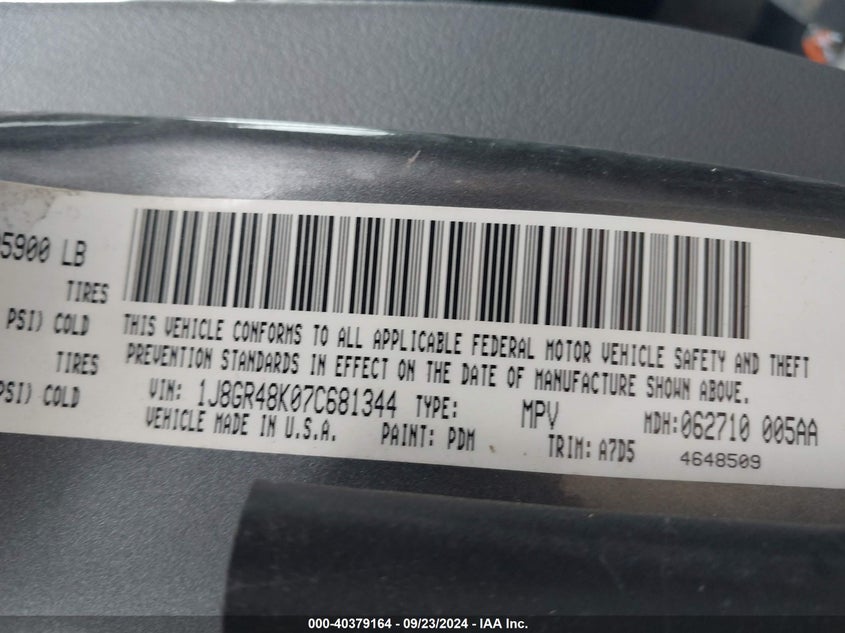 5900 LB
TIRES
PSI) COLD
TIRES
PSI) COLD
THIS VEHICLE CONFORMS TO ALL APPLICABLE FEDERAL MOTOR VEHICLE SAFETY AND THEFT
PREVENTION STANDARDS IN EFFECT ON THE DATE OF MANUFACTURE SHOWN ABOVE.
VIN: 1J8GR48K07C681344 TYPE: MPV MDH:062710 005AA
VEHICLE MADE IN U.S.A. PAINT: PDM TRIM: A7D5 4648509
000-40379164 - 09/23/2024 - IAA Inc.